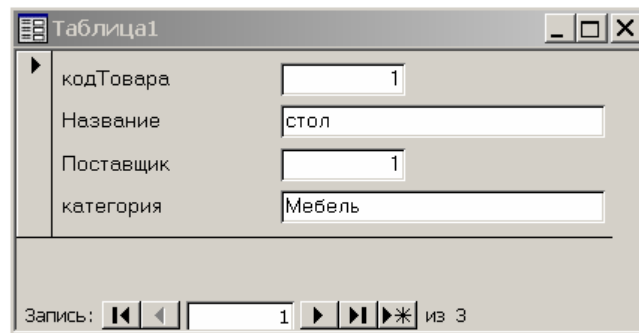 Таблица1
кодТовара 1
Название стол
Поставщик 1
категория Мебель
Запись: 1 из 3